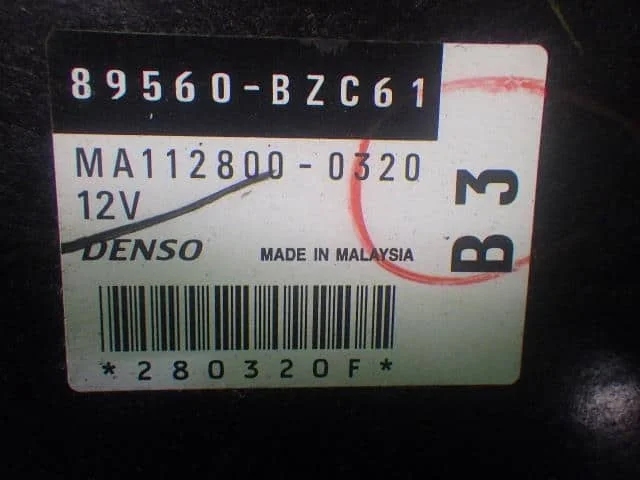 89560-BZC61
MA112800-0320
12V
DENSO MADE IN MALAYSIA
B3
*280320F*